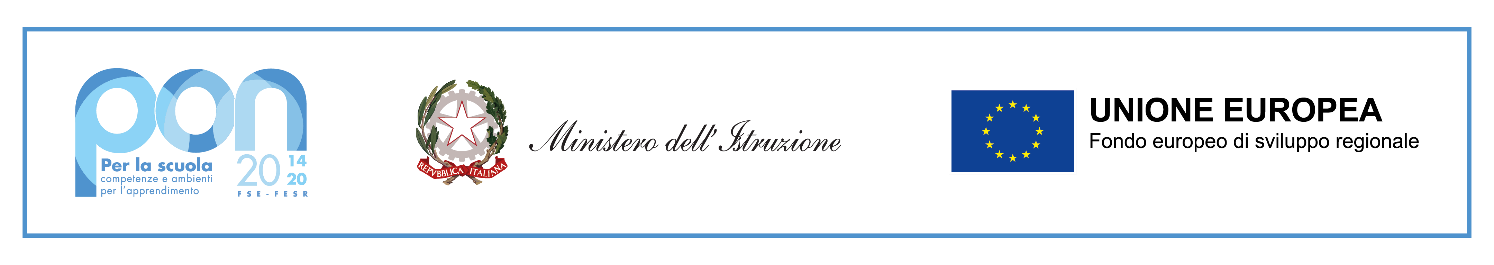 pon
Per la scuola
competenze e ambienti
per l'apprendimento
20 14
20
FSE-FESR
REPVBBLICA ITALIANA
Ministero dell'Istruzione
UNIONE EUROPEA
Fondo europeo di sviluppo regionale